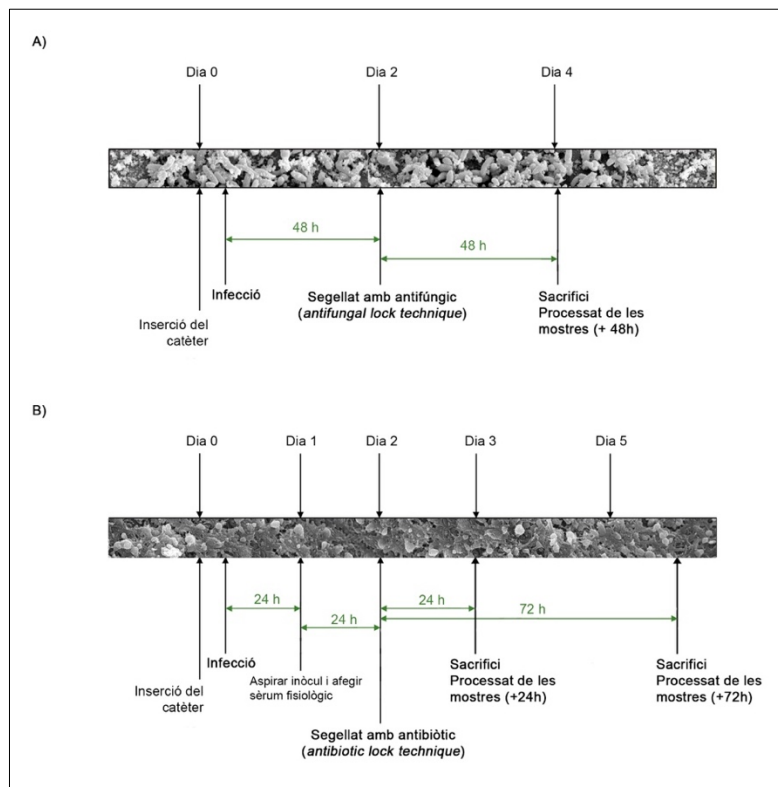 A)
Dia 0
Dia 2
Dia 4
48 h
48 h
Infecció
Inserció del
catèter
Segellat amb antifúngic
(antifungal lock technique)
Sacrifici
Processat de les
mostres (+ 48h)
B)
Dia 0
Dia 1
Dia 2
Dia 3
Dia 5
24 h
24 h
24 h
72 h
Infecció
Inserció del
catèter
Aspirar inòcul i afegir
sèrum fisiològic
Segellat amb antibiòtic
(antibiotic lock technique)
Sacrifici
Processat de les
mostres (+24h)
Sacrifici
Processat de les
mostres (+72h)